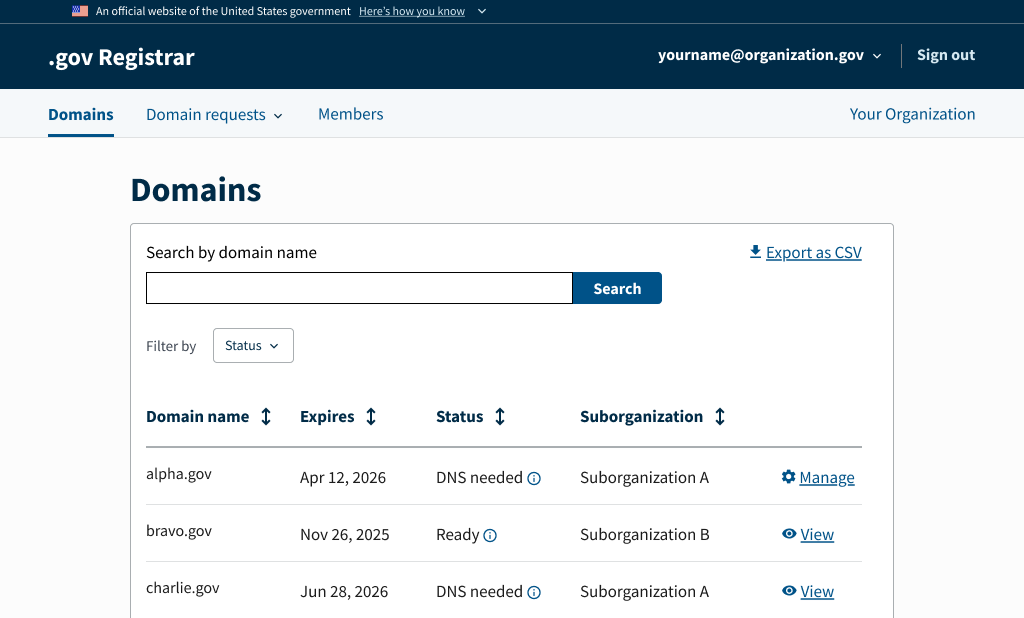 An official website of the United States government Here's how you know
.gov Registrar
yourname@organization.gov
Sign out
Domains
Domain requests
Members
Your Organization
Domains
Search by domain name
Export as CSV
Search
Filter by
Status
Domain name Expires Status Suborganization
alpha.gov Apr 12, 2026 DNS needed Suborganization A Manage
bravo.gov Nov 26, 2025 Ready Suborganization B View
charlie.gov Jun 28, 2026 DNS needed Suborganization A View